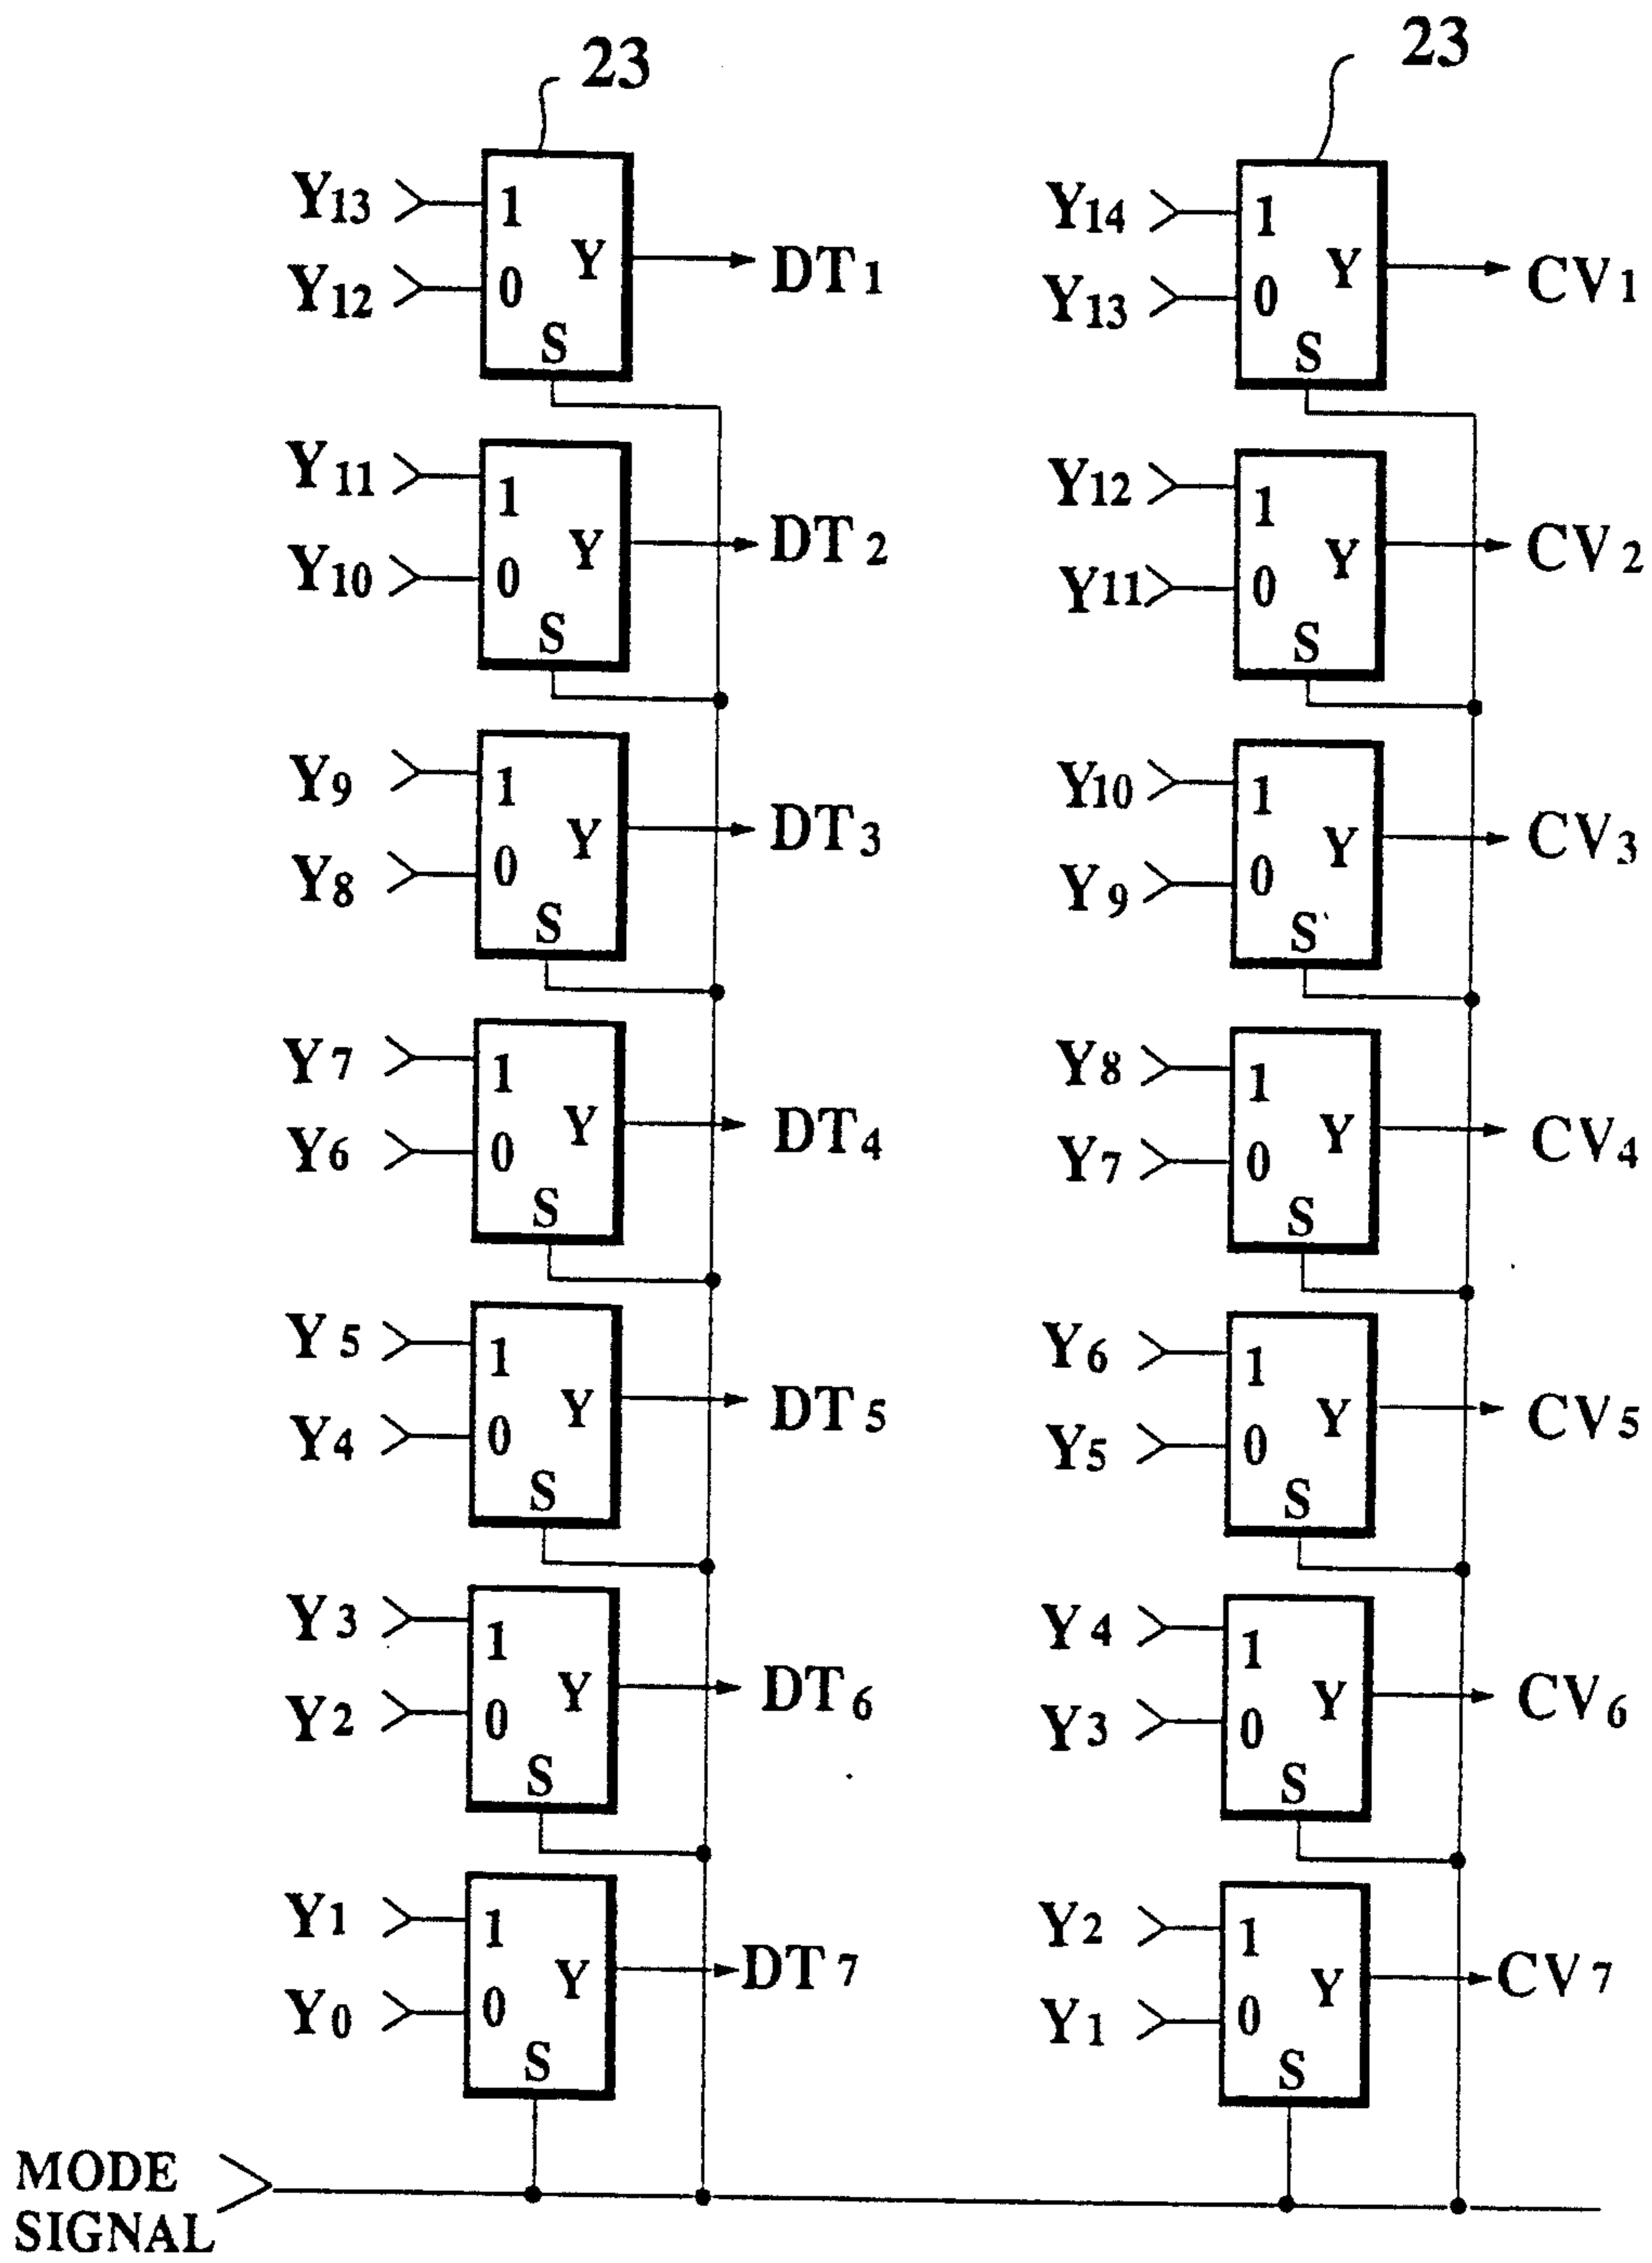 23
23
Y13
1
Y
DT1
Y12
0
S
Y14
1
Y
CV1
Y13
0
S
Y11
1
Y
DT2
Y10
0
S
Y12
1
Y
CV2
Y11
0
S
Y9
1
Y
DT3
Y8
0
S
Y10
1
Y
CV3
Y9
0
S
Y7
1
Y
DT4
Y6
0
S
Y8
1
Y
CV4
Y7
0
S
Y5
1
Y
DT5
Y4
0
S
Y6
1
Y
CV5
Y5
0
S
Y3
1
Y
DT6
Y2
0
S
Y4
1
Y
CV6
Y3
0
S
Y1
1
Y
DT7
Y0
0
S
Y2
1
Y
CV7
Y1
0
S
MODE
SIGNAL